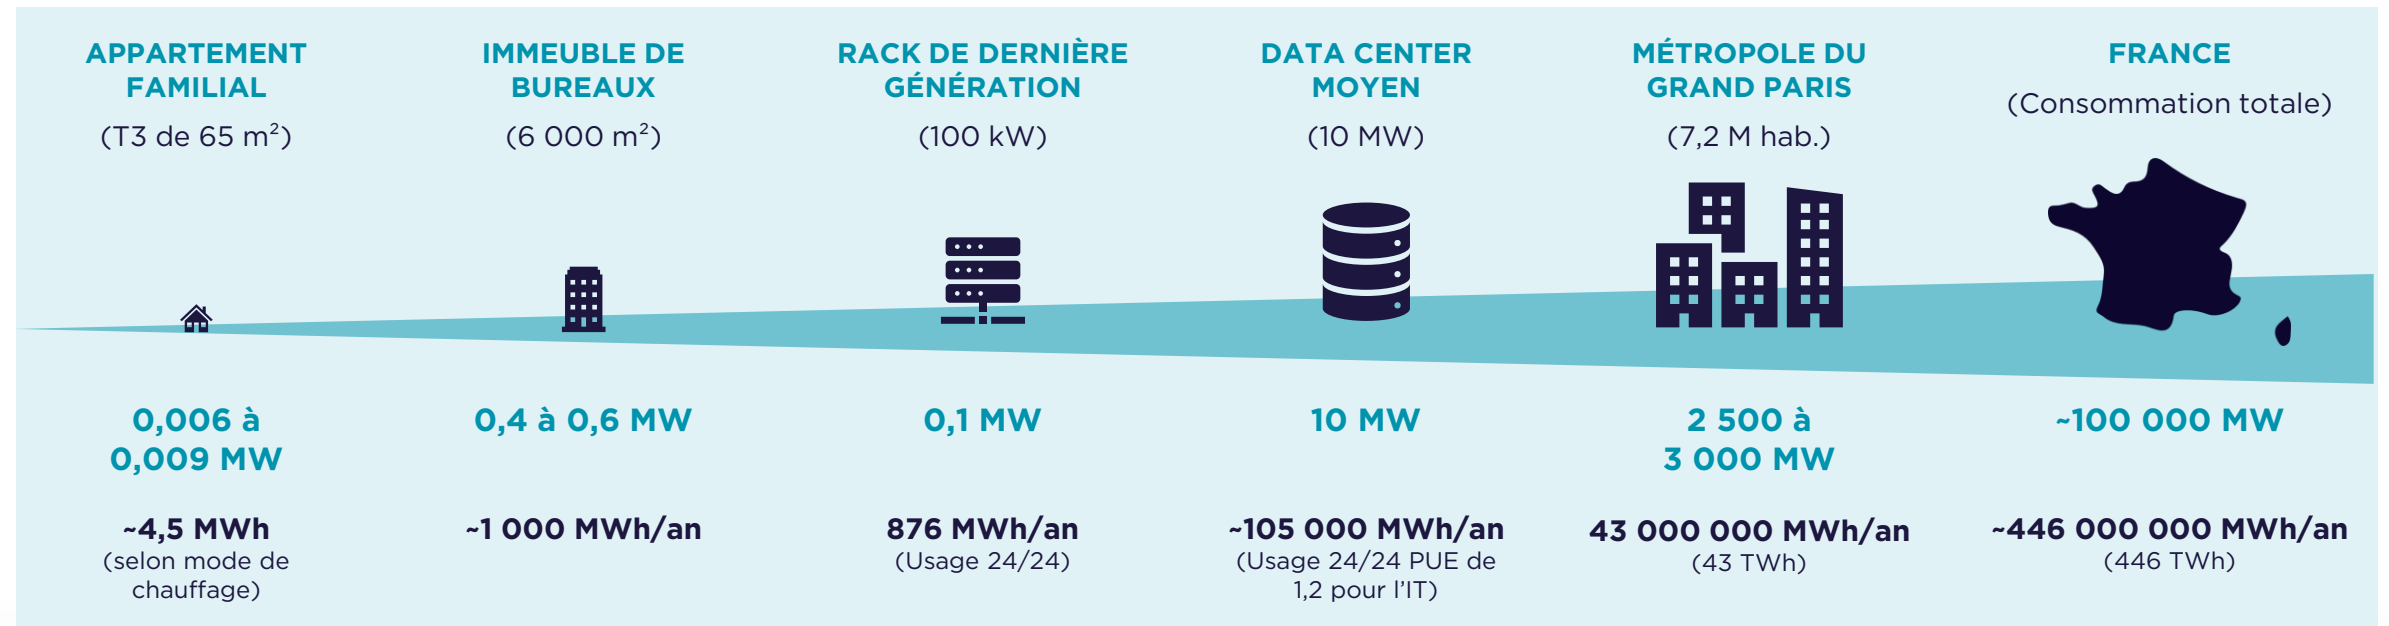 APPARTEMENT
FAMILIAL
(T3 de 65 m²)
IMMEUBLE DE
BUREAUX
(6 000 m²)
RACK DE DERNIÈRE
GÉNÉRATION
(100 kW)
DATA CENTER
MOYEN
(10 MW)
MÉTROPOLE DU
GRAND PARIS
(7,2 M hab.)
FRANCE
(Consommation totale)
0,006 à
0,009 MW
0,4 à 0,6 MW
0,1 MW
10 MW
2 500 à
3 000 MW
~100 000 MW
~4,5 MWh
(selon mode de
chauffage)
~1 000 MWh/an
876 MWh/an
(Usage 24/24)
~105 000 MWh/an
(Usage 24/24 PUE de
1,2 pour l'IT)
43 000 000 MWh/an
(43 TWh)
~446 000 000 MWh/an
(446 TWh)